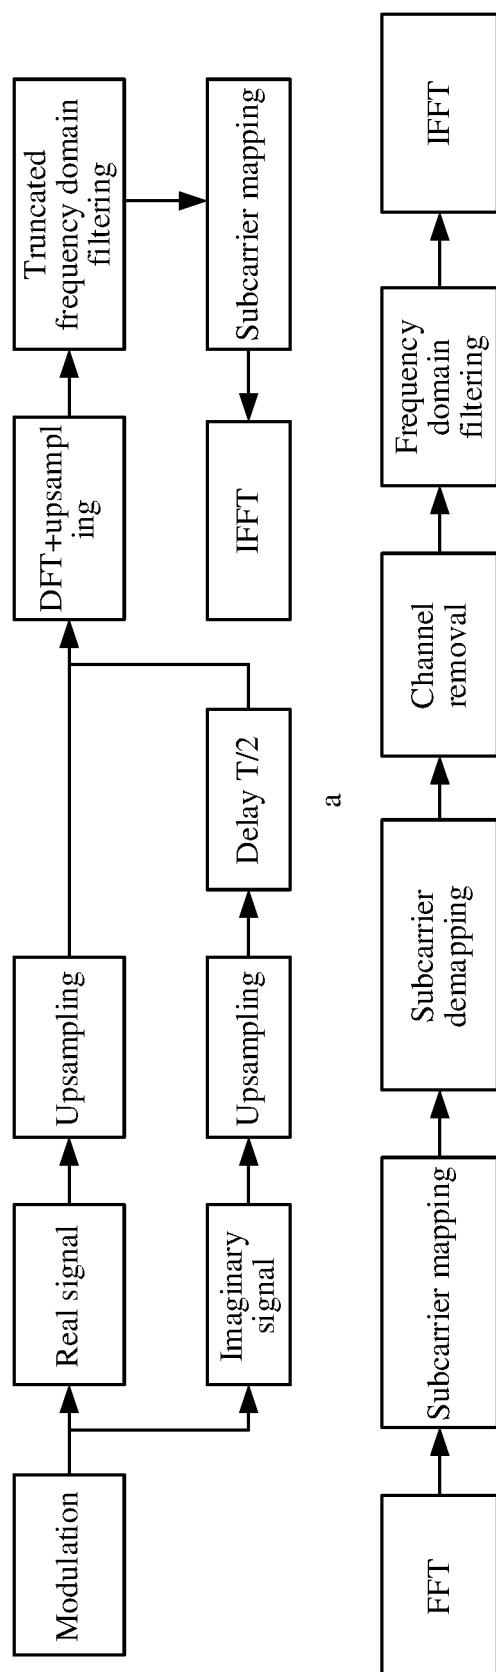 Modulation
Real signal
Upsampling
DFT+upsampl
ing
Truncated
frequency domain
filtering
Imaginary
signal
Upsampling
Delay T/2
IFFT
Subcarrier mapping
a
FFT
Subcarrier mapping
Subcarrier
demapping
Channel
removal
Frequency
domain
filtering
IFFT